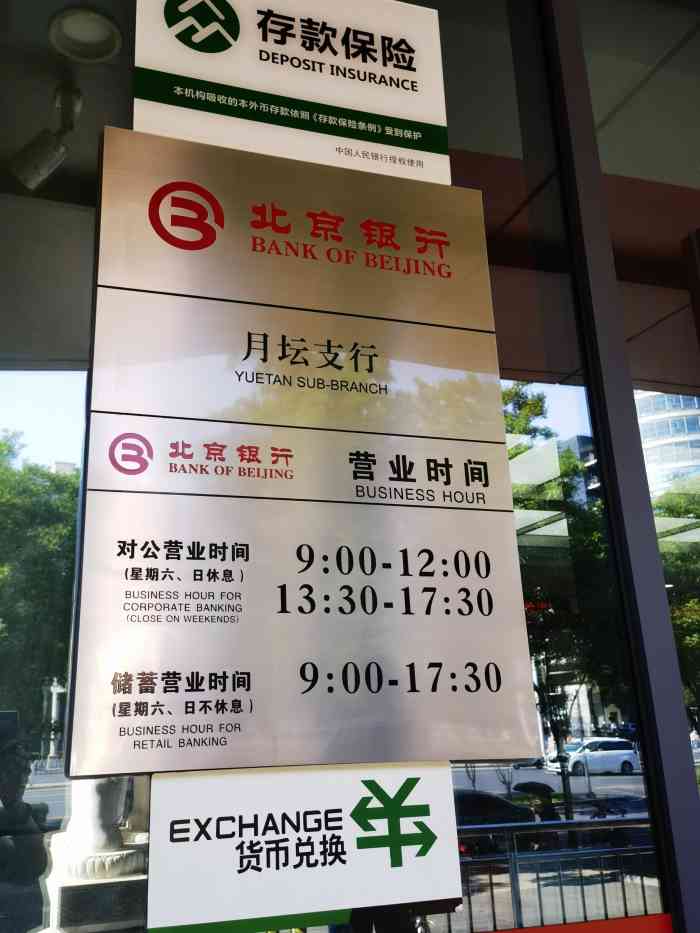 存款保险
DEPOSIT INSURANCE
本机构吸收的本外币存款依照《存款保险条例》受到保护
中国人民银行授权使用
北京银行
BANK OF BEIJING
月坛支行
YUETAN SUB-BRANCH
北京银行
BANK OF BEIJING
营业时间
BUSINESS HOUR
对公营业时间
(星期六、日休息)
BUSINESS HOUR FOR
CORPORATE BANKING
(CLOSE ON WEEKENDS)
9:00-12:00
13:30-17:30
储蓄营业时间
(星期六、日不休息)
BUSINESS HOUR FOR
RETAIL BANKING
9:00-17:30
EXCHANGE
货币兑换